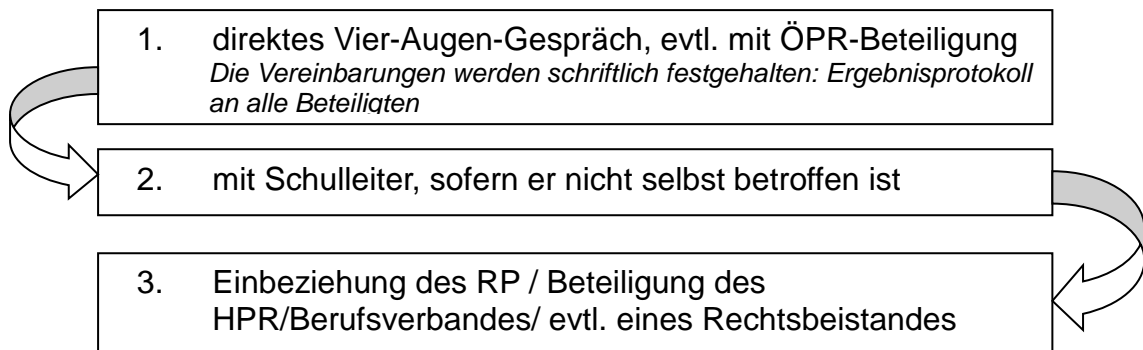 1. direktes Vier-Augen-Gespräch, evtl. mit ÖPR-Beteiligung
Die Vereinbarungen werden schriftlich festgehalten: Ergebnisprotokoll
an alle Beteiligten
2. mit Schulleiter, sofern er nicht selbst betroffen ist
3. Einbeziehung des RP / Beteiligung des
HPR/Berufsverbandes/ evtl. eines Rechtsbeistandes